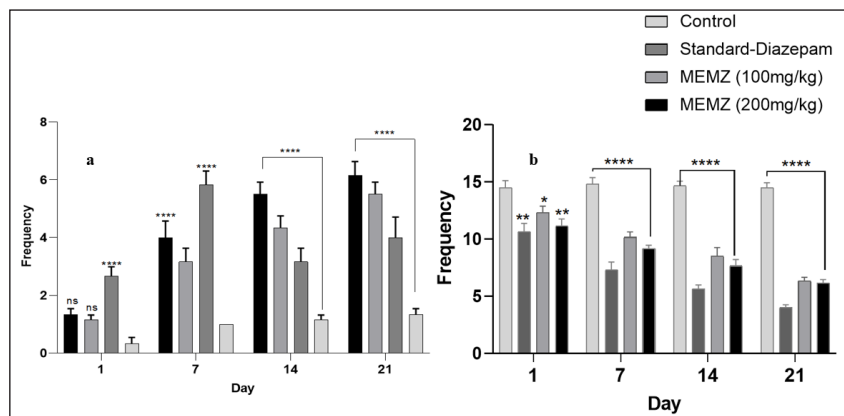 Control
Standard-Diazepam
MEMZ (100mg/kg)
MEMZ (200mg/kg)
a
Frequency
8
6
4
2
0
ns
ns
****
****
****
****
****
1
7
14
21
Day
b
Frequency
20
15
10
5
0
**
*
**
****
****
****
1
7
14
21
Day